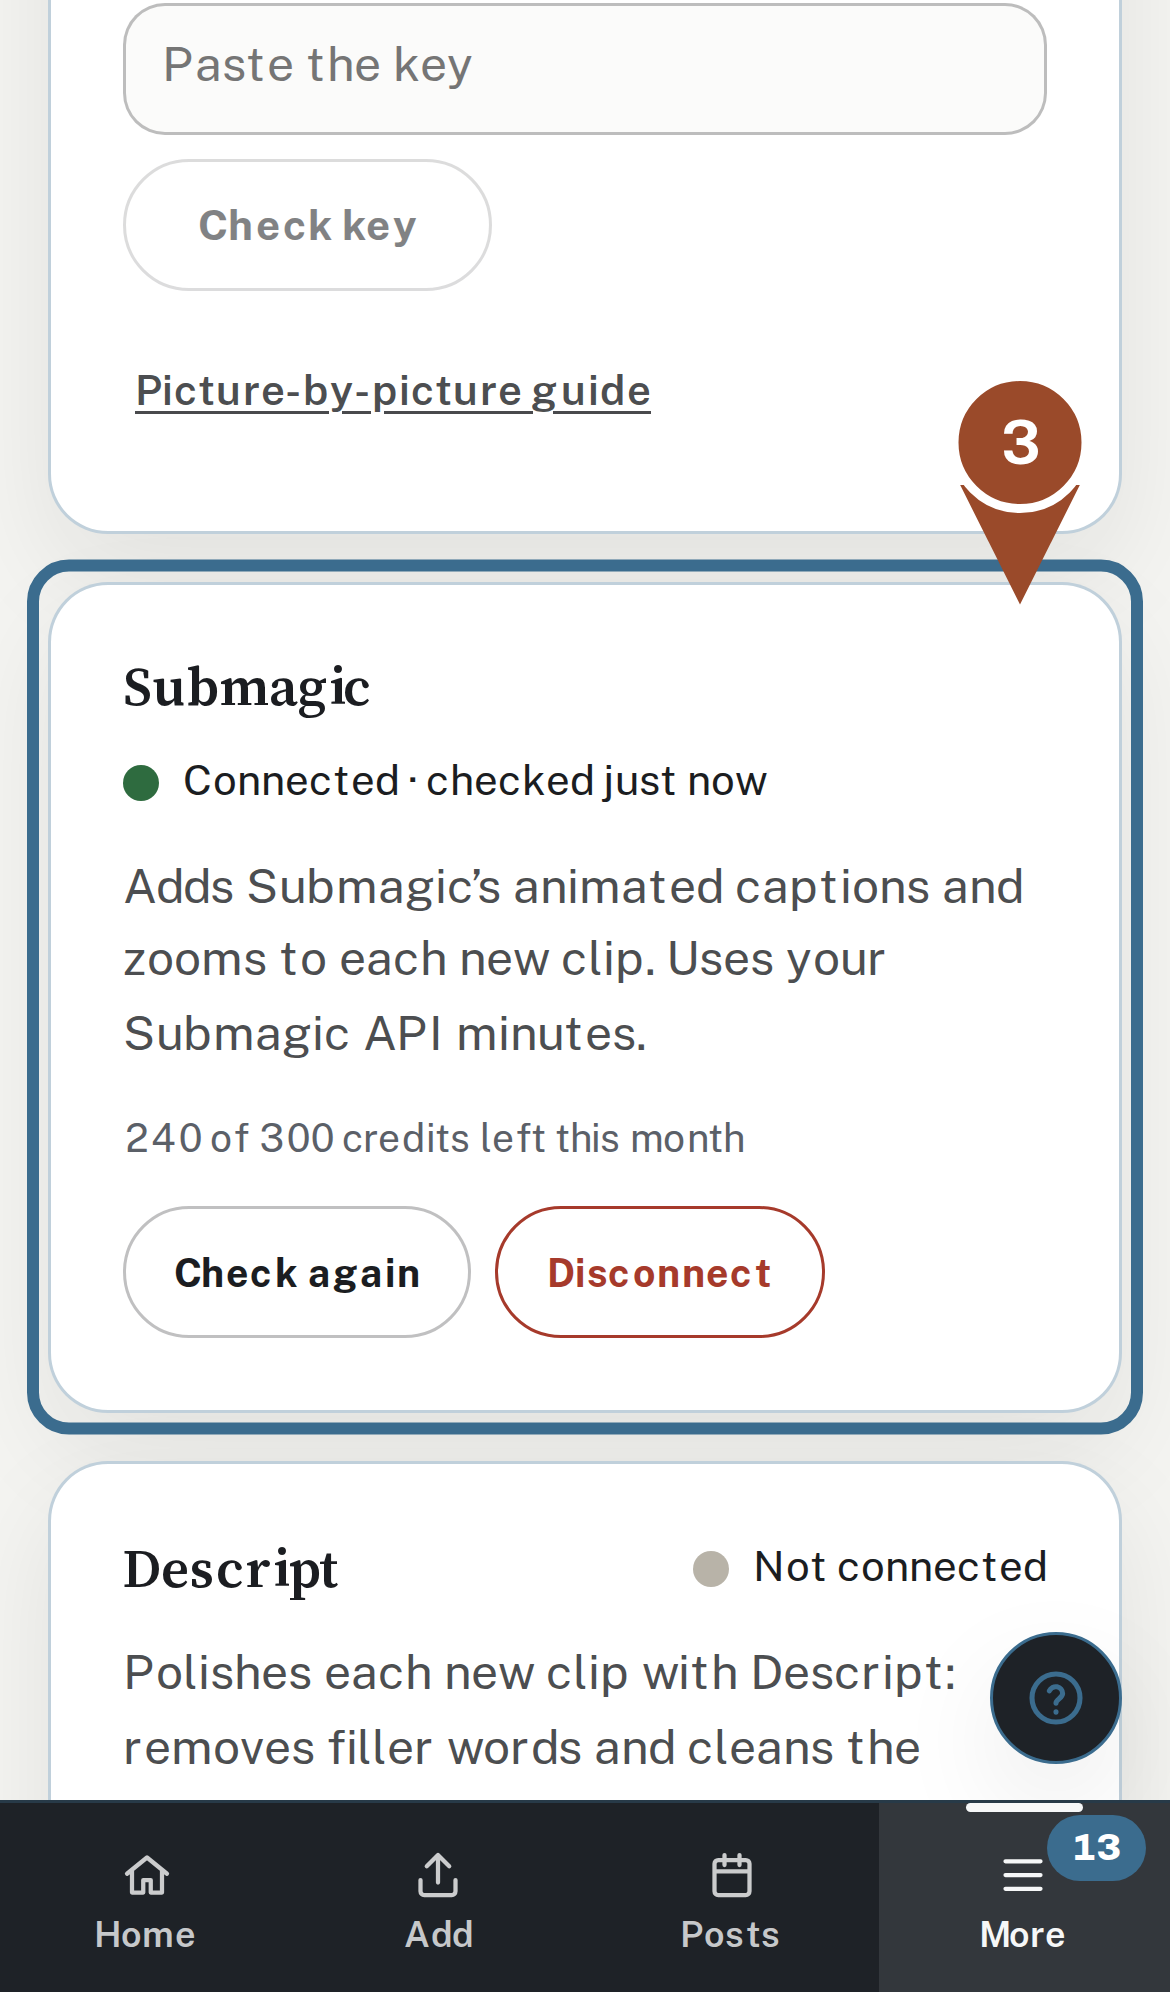 Paste the key
Check key
Picture-by-picture guide
3
Submagic
Connected · checked just now
Adds Submagic’s animated captions and
zooms to each new clip. Uses your
Submagic API minutes.
240 of 300 credits left this month
Check again
Disconnect
Descript
Not connected
Polishes each new clip with Descript:
removes filler words and cleans the
13
Home
Add
Posts
More